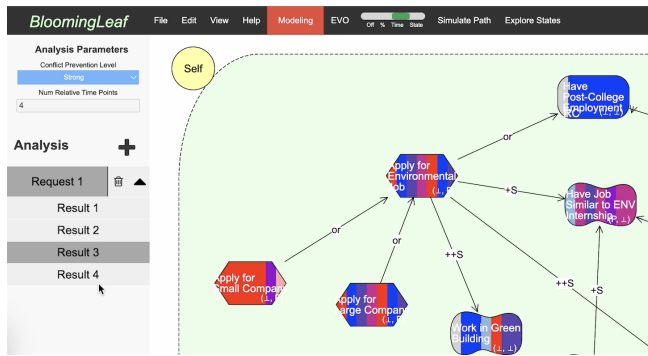 BloomingLeaf File Edit View Help Modeling EVO Off % Time State Simulate Path Explore States
Analysis Parameters
Conflict Prevention Level
Strong
Num Relative Time Points
4
Analysis
Request 1
Result 1
Result 2
Result 3
Result 4
Self
Have
Post-College
Employment
(⊥, ⊥)
or
Apply for
Environmental
Job
(⊥,
+S
Have Job
Similar to ENV
Internship
⊥)
or
or
++S
++S
+S
Apply for
Small Company
(⊥,
Apply for
Large Company
(⊥,
Work in Green
Building
(⊥, ⊥)